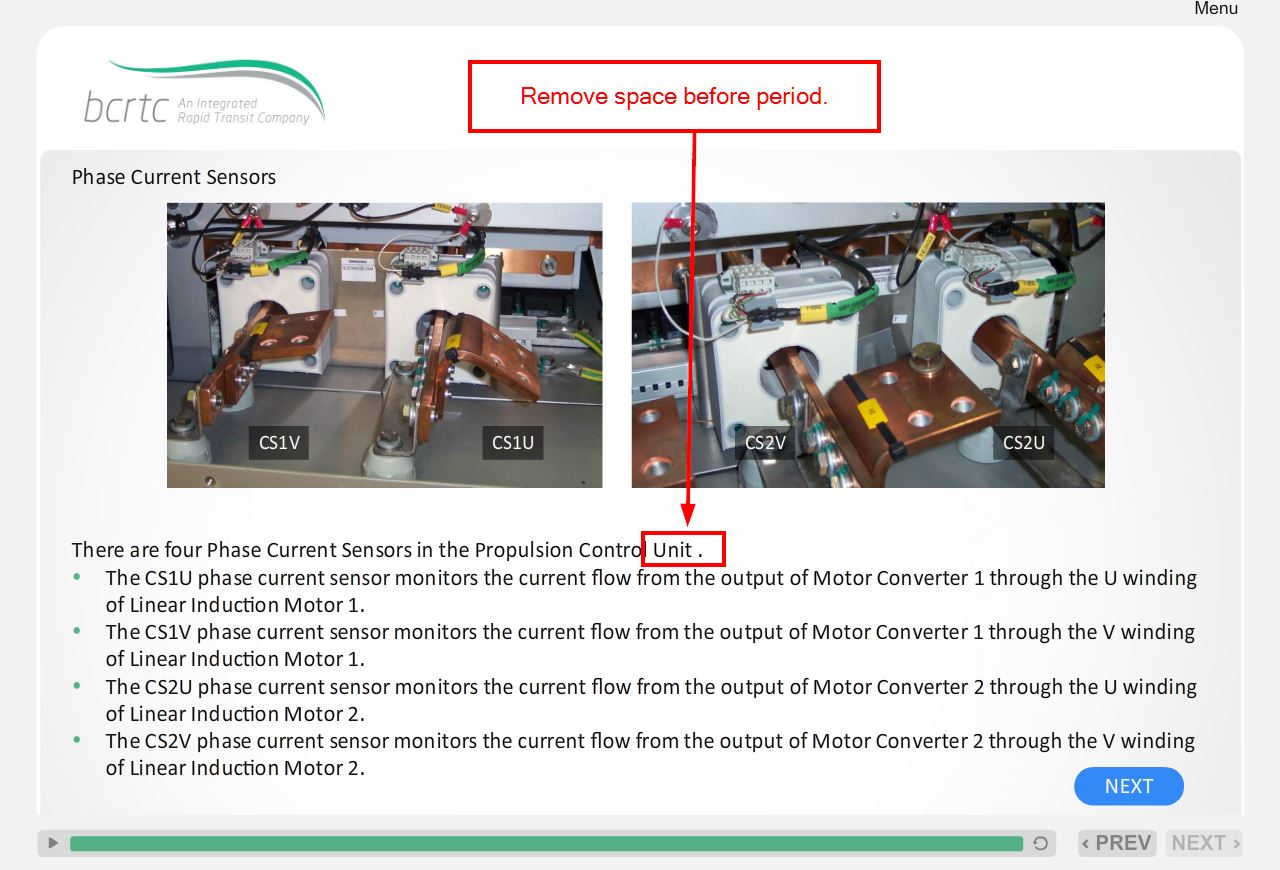 Menu
bcrtc An Integrated
Rapid Transit Company
Remove space before period.
Phase Current Sensors
CS1V
CS1U
CS2V
CS2U
There are four Phase Current Sensors in the Propulsion Control Unit .
• The CS1U phase current sensor monitors the current flow from the output of Motor Converter 1 through the U winding
of Linear Induction Motor 1.
• The CS1V phase current sensor monitors the current flow from the output of Motor Converter 1 through the V winding
of Linear Induction Motor 1.
• The CS2U phase current sensor monitors the current flow from the output of Motor Converter 2 through the U winding
of Linear Induction Motor 2.
• The CS2V phase current sensor monitors the current flow from the output of Motor Converter 2 through the V winding
of Linear Induction Motor 2.
NEXT
‹ PREV
NEXT ›